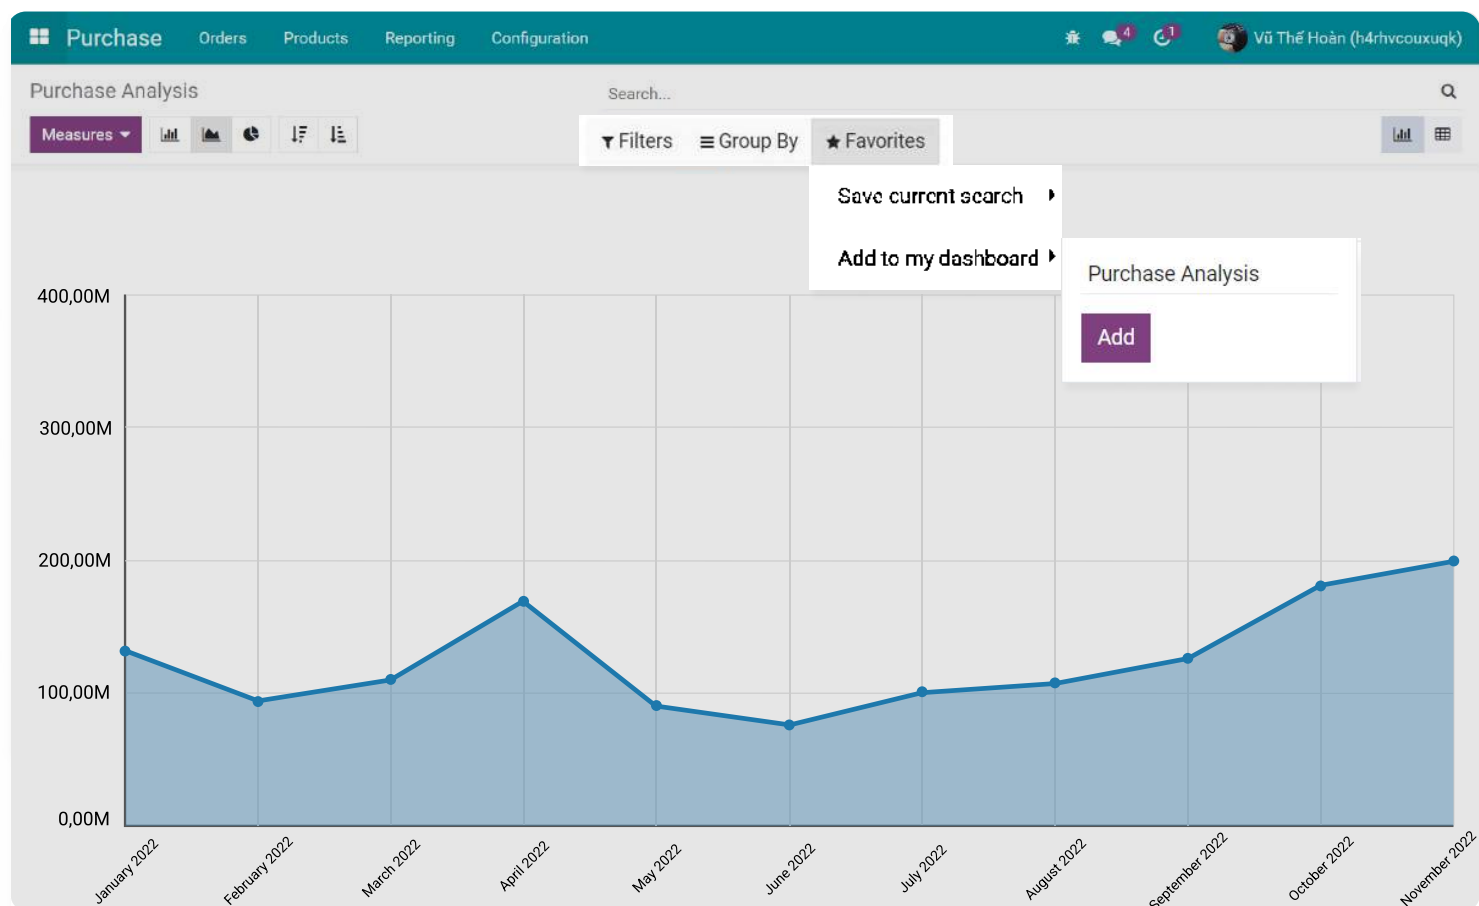 Purchase Orders Products Reporting Configuration 4 1 Vũ Thế Hoàn (h4rhvcouxuqk)
Purchase Analysis Search...
Measures Filters Group By Favorites
Save current search
Add to my dashboard
Purchase Analysis
Add
400,00M
300,00M
200,00M
100,00M
0,00M
January 2022 February 2022 March 2022 April 2022 May 2022 June 2022 July 2022 August 2022 September 2022 October 2022 November 2022